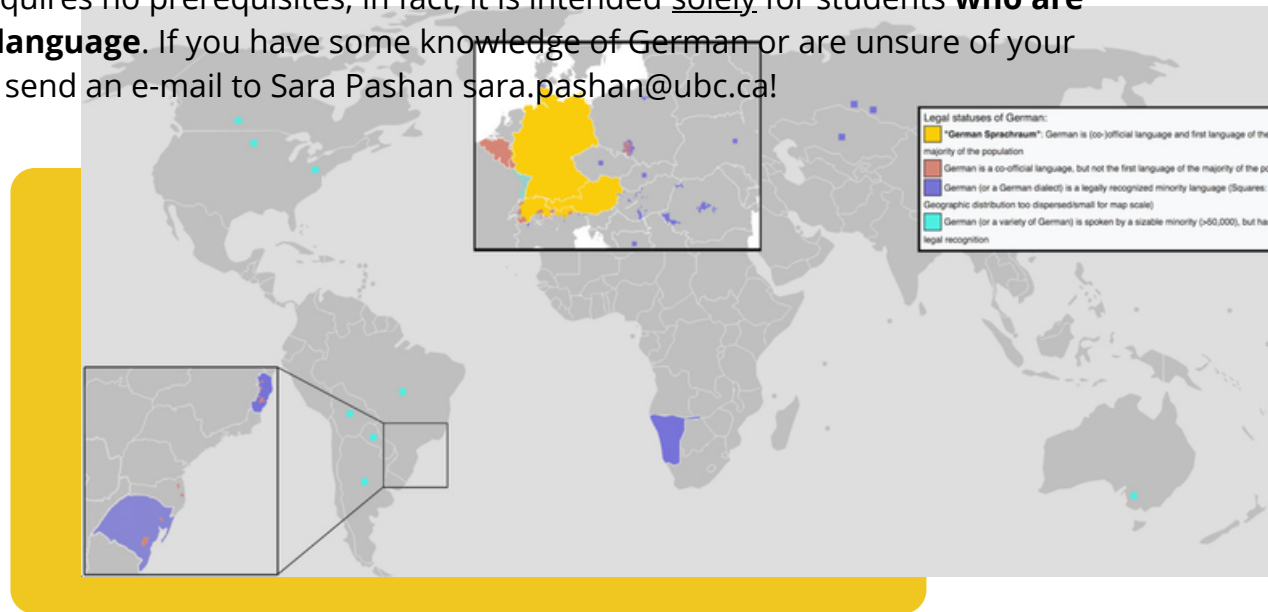 quires no prerequisites, in fact, it is intended solely for students who are
language. If you have some knowledge of German or are unsure of your
send an e-mail to Sara Pashan sara.pashan@ubc.ca!
Legal statuses of German:
"German Sprachraum": German is (co-)official language and first language of the
majority of the population
German is a co-official language, but not the first language of the majority of the po
German (or a German dialect) is a legally recognized minority language (Squares:
Geographic distribution too dispersed/small for map scale)
German (or a variety of German) is spoken by a sizable minority (>50,000), but ha
legal recognition